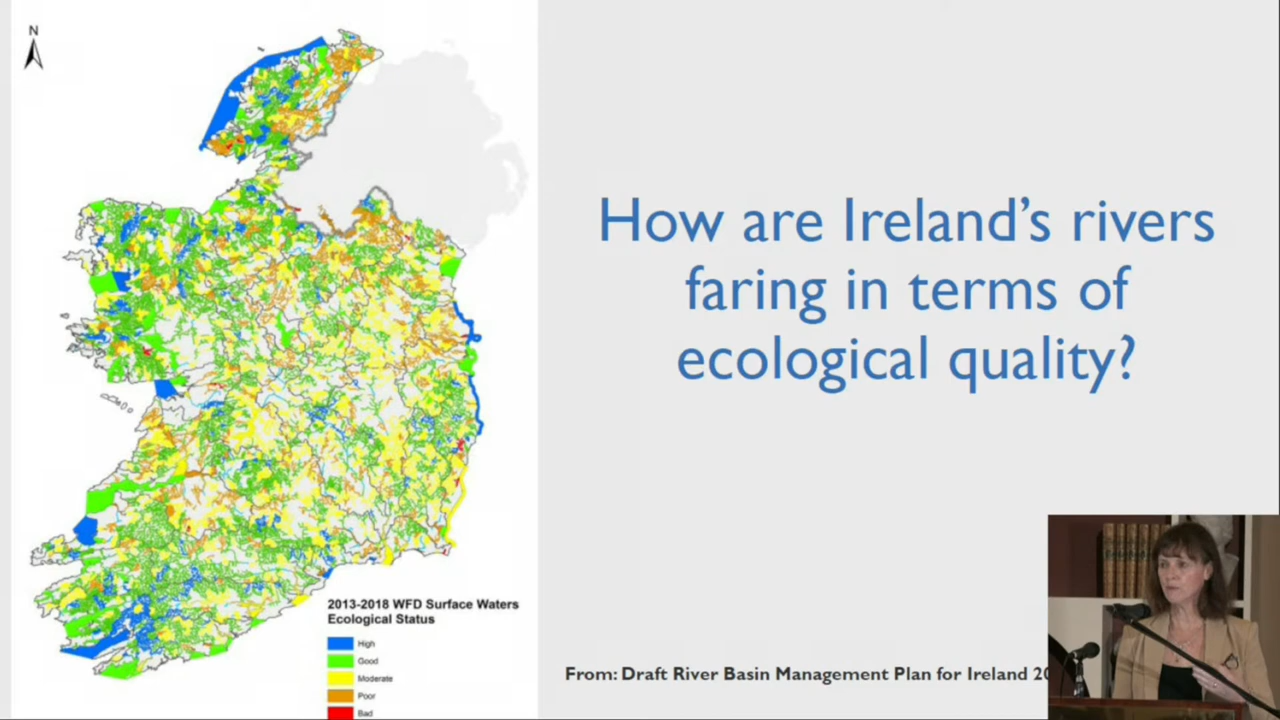 N
How are Ireland's rivers
faring in terms of
ecological quality?
2013-2018 WFD Surface Waters
Ecological Status
High
Good
Moderate
Poor
Bad
From: Draft River Basin Management Plan for Ireland 20